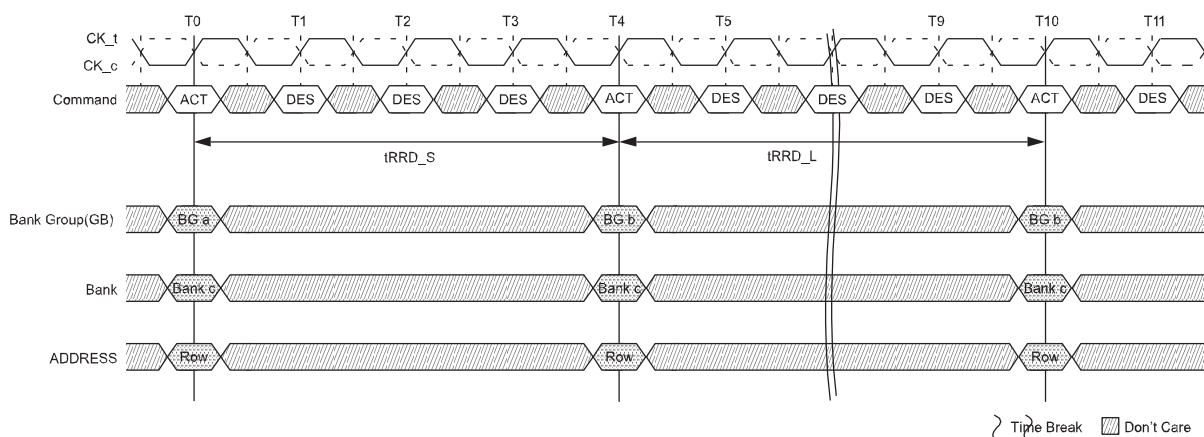 T0 T1 T2 T3 T4 T5 T9 T10 T11
CK_t
CK_c
Command ACT DES DES DES ACT DES DES DES ACT DES
tRRD_S tRRD_L
Bank Group(GB) BG a BG b BG b
Bank Bank c Bank c Bank c
ADDRESS Row Row Row
Time Break Don't Care